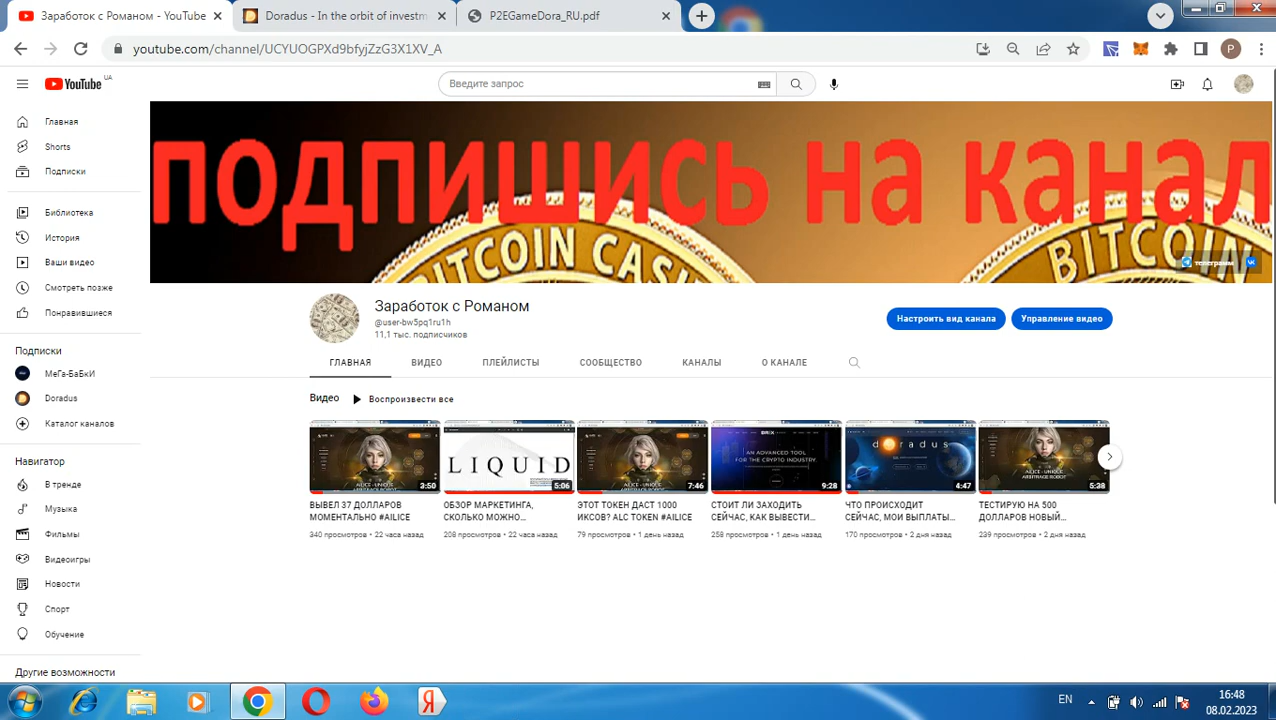 Заработок с Романом - YouTube
Doradus - In the orbit of investm
P2EGameDora_RU.pdf
youtube.com/channel/UCYUOGPXd9bfyjZzG3X1XV_A
P
YouTube UA
Введите запрос
Главная
Shorts
Подписки
Библиотека
История
Ваши видео
Смотреть позже
Понравившиеся
Подписки
МеГа-БаБкИ
Doradus
Каталог каналов
Навигатор
В тренде
Музыка
Фильмы
Видеоигры
Новости
Спорт
Обучение
Другие возможности
подпишись на канал
BITCOIN CASH
BITCOIN
телеграмм
Заработок с Романом
@user-bw5pq1ru1h
11,1 тыс. подписчиков
Настроить вид канала
Управление видео
ГЛАВНАЯ
ВИДЕО
ПЛЕЙЛИСТЫ
СООБЩЕСТВО
КАНАЛЫ
О КАНАЛЕ
Видео
Воспроизвести все
3:50
ВЫВЕЛ 37 ДОЛЛАРОВ
МОМЕНТАЛЬНО #AILICE
340 просмотров • 22 часа назад
LIQUID
5:06
ОБЗОР МАРКЕТИНГА,
СКОЛЬКО МОЖНО...
208 просмотров • 22 часа назад
7:46
ЭТОТ ТОКЕН ДАСТ 1000
ИКСОВ? ALC TOKEN #AILICE
79 просмотров • 1 день назад
AN ADVANCED TOOL
FOR THE CRYPTO INDUSTRY
9:28
СТОИТ ЛИ ЗАХОДИТЬ
СЕЙЧАС, КАК ВЫВЕСТИ...
258 просмотров • 1 день назад
doradus
4:47
ЧТО ПРОИСХОДИТ
СЕЙЧАС, МОИ ВЫПЛАТЫ...
170 просмотров • 2 дня назад
5:38
ТЕСТИРУЮ НА 500
ДОЛЛАРОВ НОВЫЙ...
239 просмотров • 2 дня назад
EN
16:48
08.02.2023